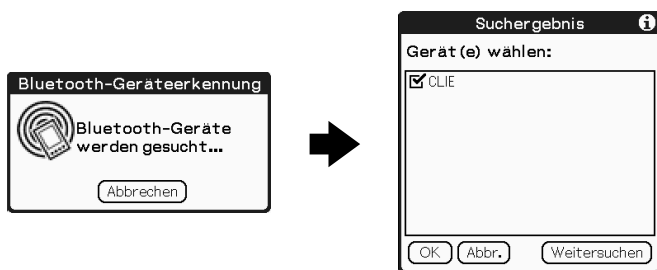 Bluetooth-Geräteerkennung
Bluetooth-Geräte
werden gesucht...
Abbrechen
Suchergebnis
Gerät(e) wählen:
CLIE
OK Abbr. Weitersuchen